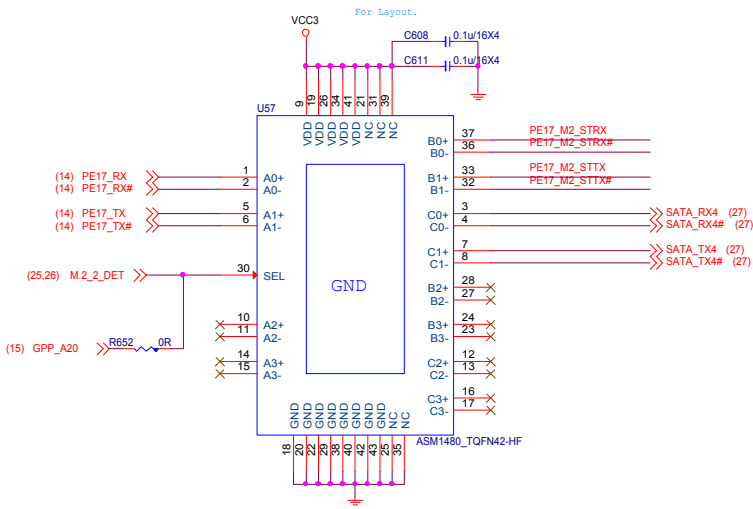 For Layout.
VCC3
C608 0.1u/16X4
C611 0.1u/16X4
U57
9 19 26 34 41 21 31 39
VDD VDD VDD VDD VDD NC NC NC
(14) PE17_RX 1 A0+
(14) PE17_RX# 2 A0-
(14) PE17_TX 5 A1+
(14) PE17_TX# 6 A1-
(25,26) M.2_2_DET 30 SEL
(15) GPP_A20 R652 0R
10 A2+
11 A2-
14 A3+
15 A3-
GND
B0+ 37 PE17_M2_STRX
B0- 36 PE17_M2_STRX#
B1+ 33 PE17_M2_STTX
B1- 32 PE17_M2_STTX#
C0+ 3 SATA_RX4 (27)
C0- 4 SATA_RX4# (27)
C1+ 7 SATA_TX4 (27)
C1- 8 SATA_TX4# (27)
B2+ 28
B2- 27
B3+ 24
B3- 23
C2+ 12
C2- 13
C3+ 16
C3- 17
GND GND GND GND GND GND GND GND NC NC
18 20 22 29 38 40 42 43 25 35
ASM1480_TQFN42-HF